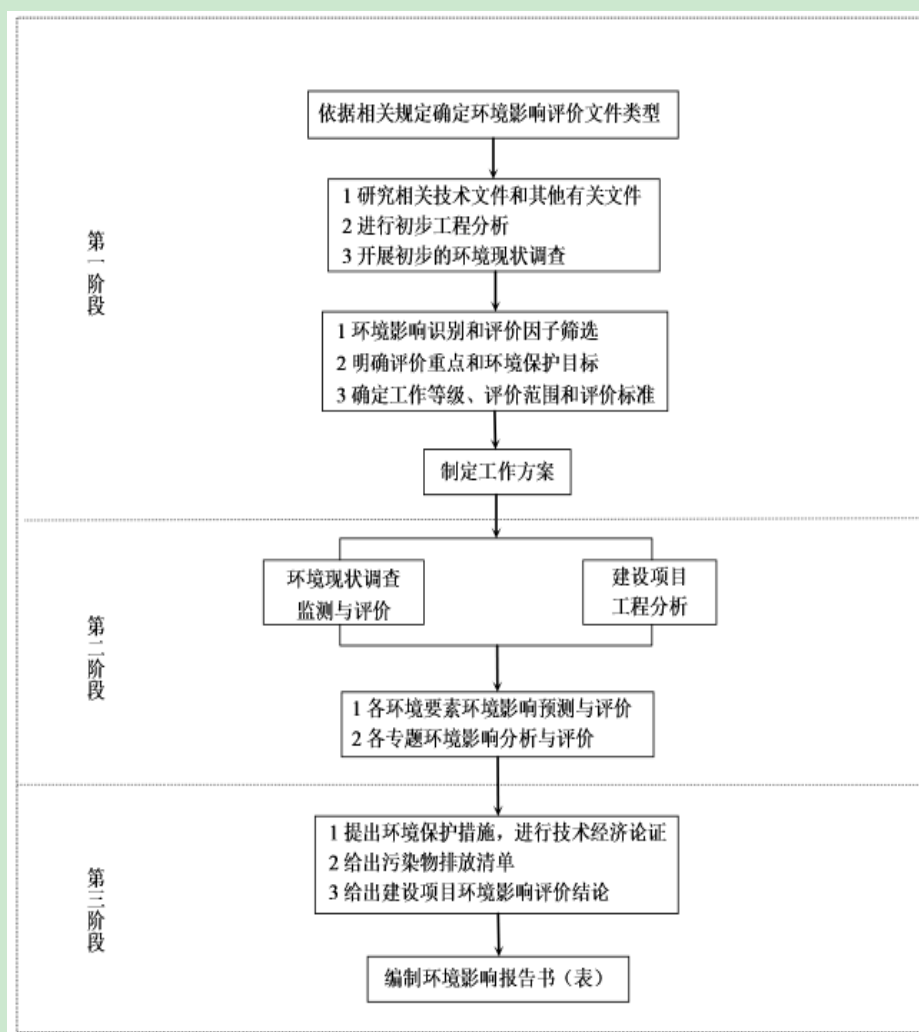 依据相关规定确定环境影响评价文件类型
1 研究相关技术文件和其他有关文件
2 进行初步工程分析
3 开展初步的环境现状调查
第一阶段
1 环境影响识别和评价因子筛选
2 明确评价重点和环境保护目标
3 确定工作等级、评价范围和评价标准
制定工作方案
环境现状调查
监测与评价
建设项目
工程分析
第二阶段
1 各环境要素环境影响预测与评价
2 各专题环境影响分析与评价
1 提出环境保护措施，进行技术经济论证
2 给出污染物排放清单
3 给出建设项目环境影响评价结论
第三阶段
编制环境影响报告书（表）